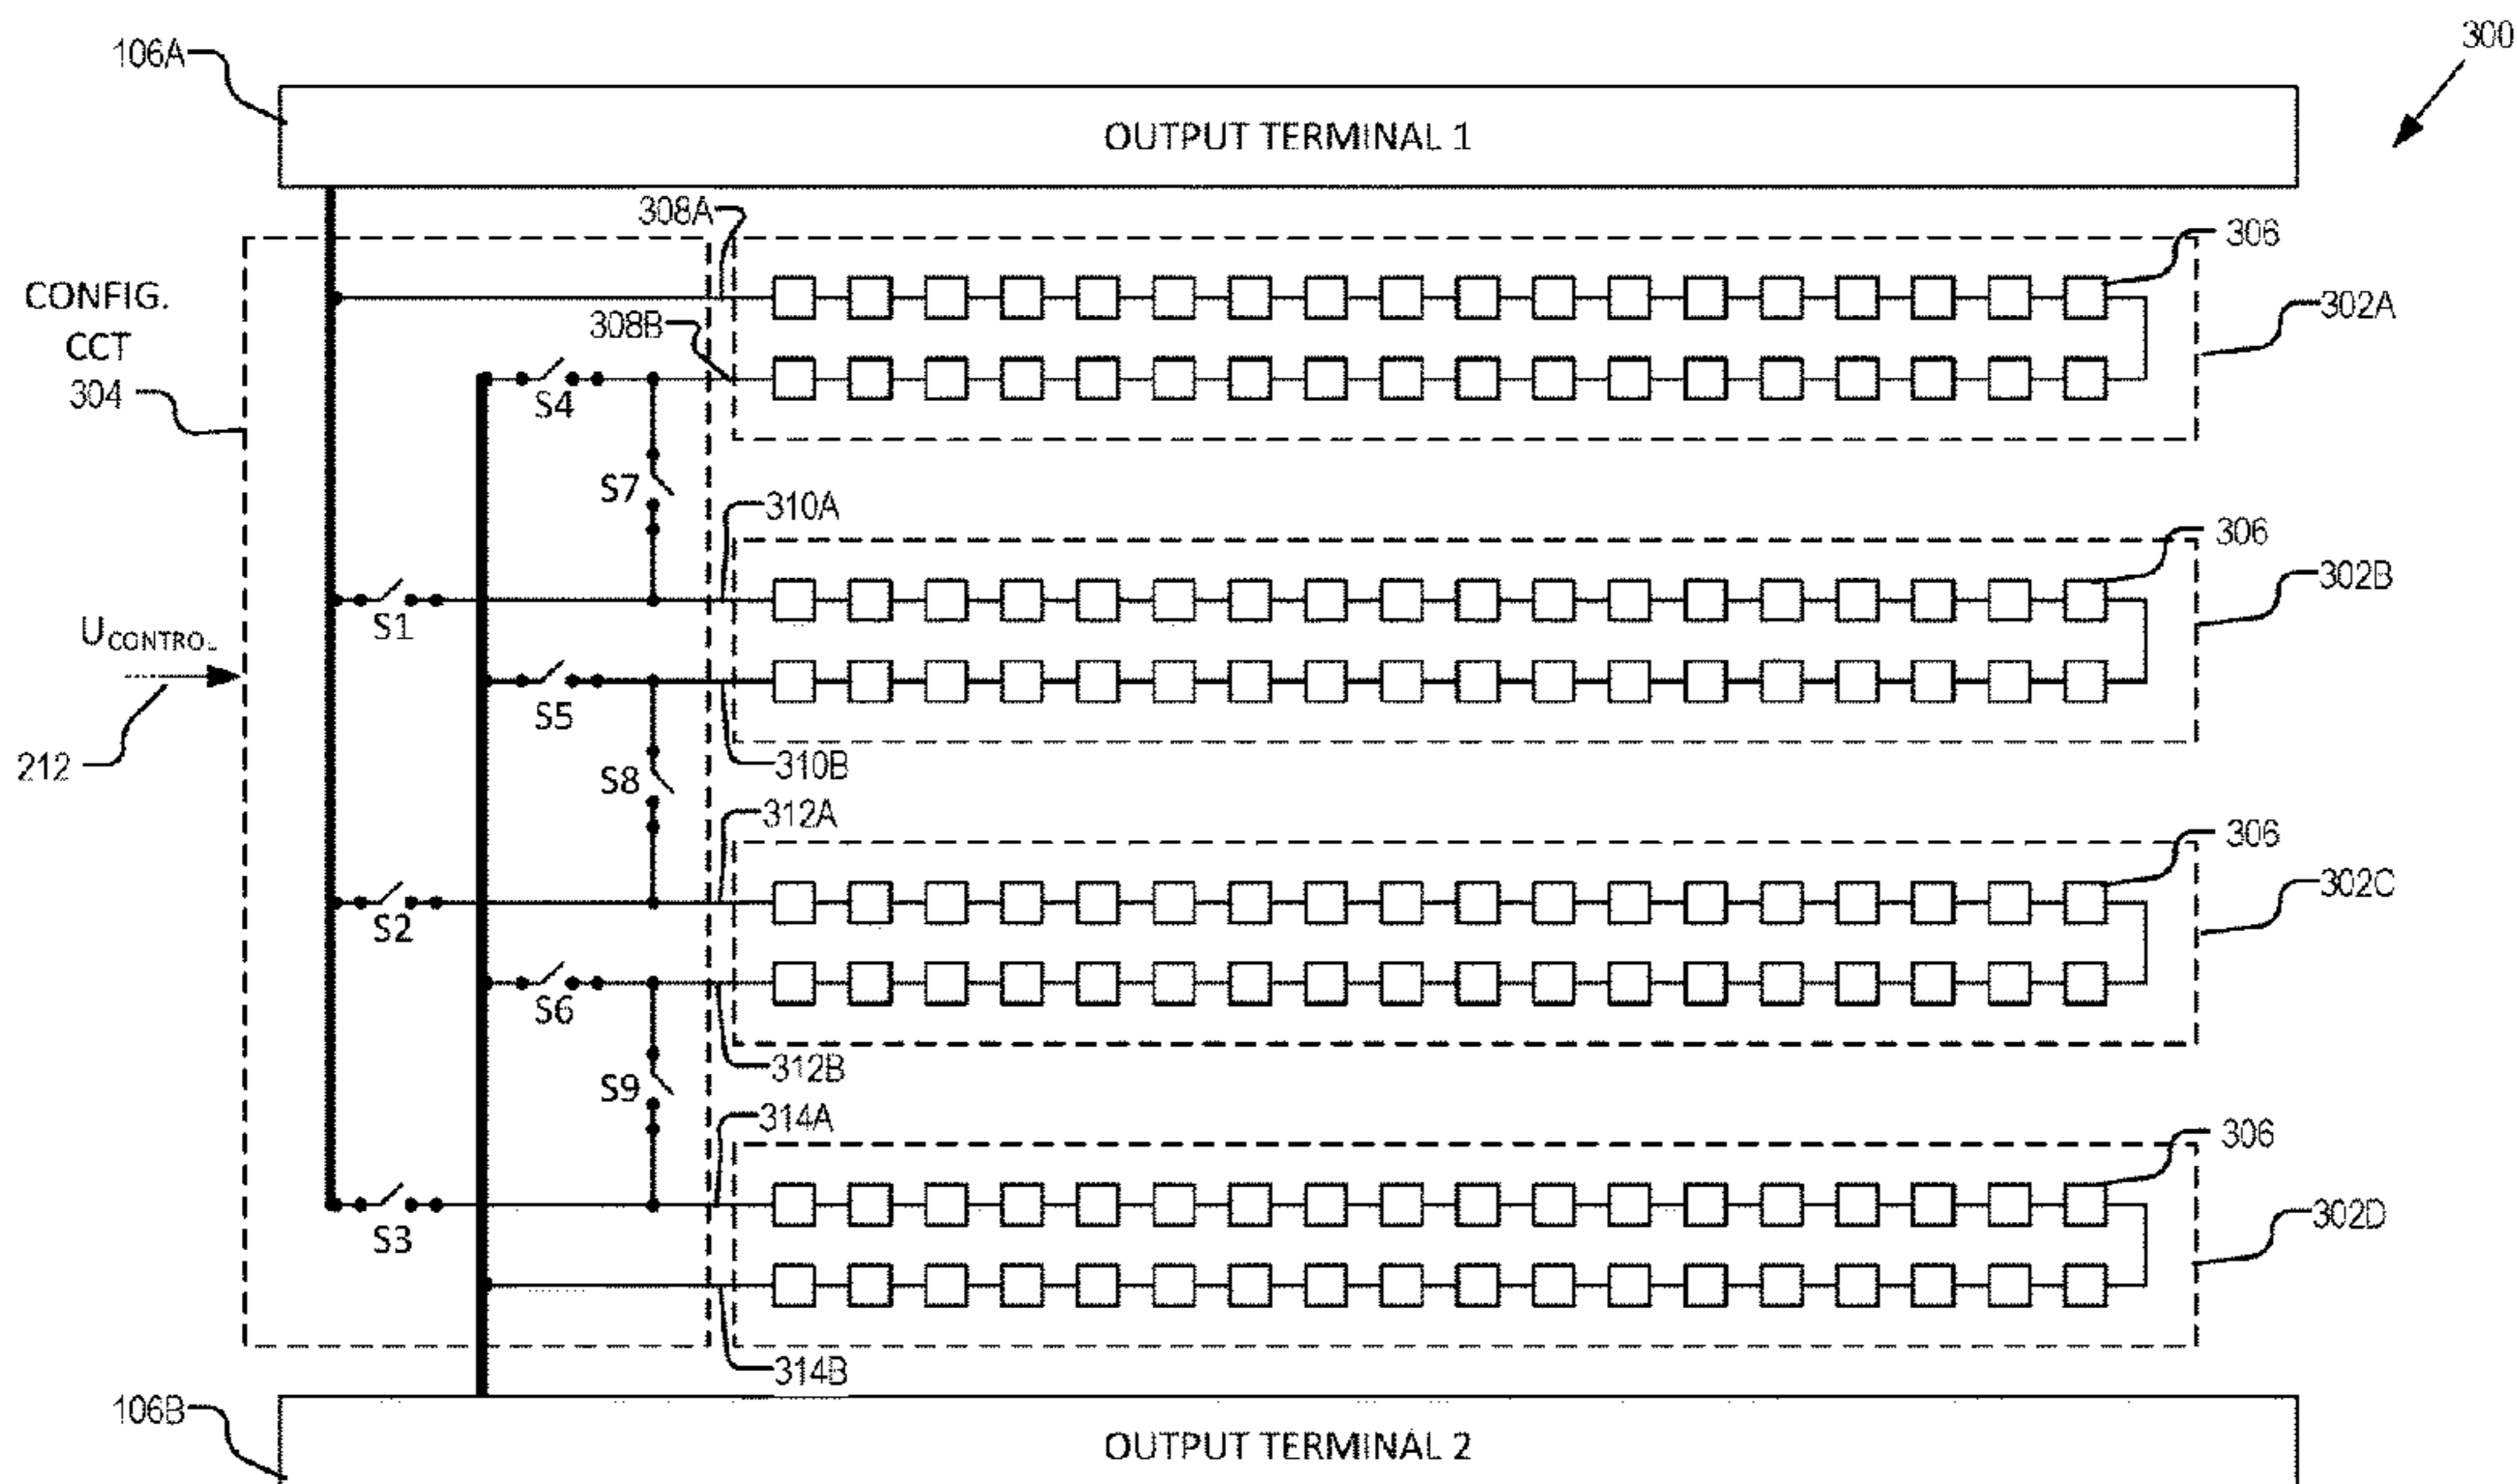 300
106A
OUTPUT TERMINAL 1
308A
306
CONFIG.
CCT
304
302A
308B
S4
S7
310A
306
302B
S1
UCONTROL
S5
212
S8
310B
312A
306
302C
S2
S6
312B
S9
314A
306
302D
S3
314B
106B
OUTPUT TERMINAL 2